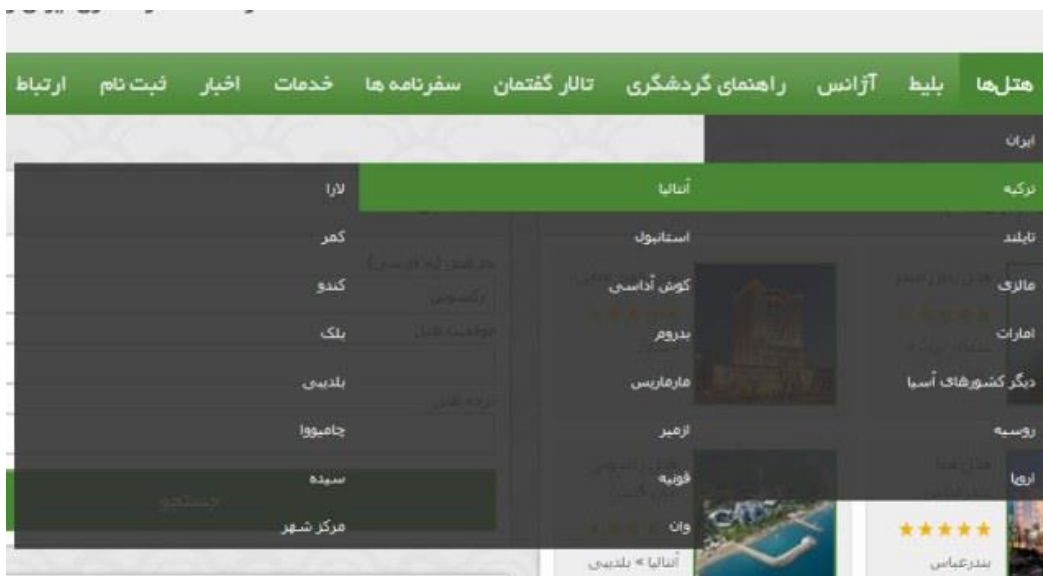 هتل‌ها بلیط آژانس راهنمای گردشگری تالار گفتمان سفرنامه ها خدمات اخبار ثبت نام ارتباط
ایران
ترکیه آنتالیا لارا
تایلند استانبول کمر
مالزی کوش آداسی کندو
امارات بدروم بلک
دیگر کشورهای آسیا مارماریس بلدیبی
روسیه ازمیر چامیووا
اروپا قونیه سیده
وان مرکز شهر
جستجو
آنتالیا » بلدیبی
بندرعباس